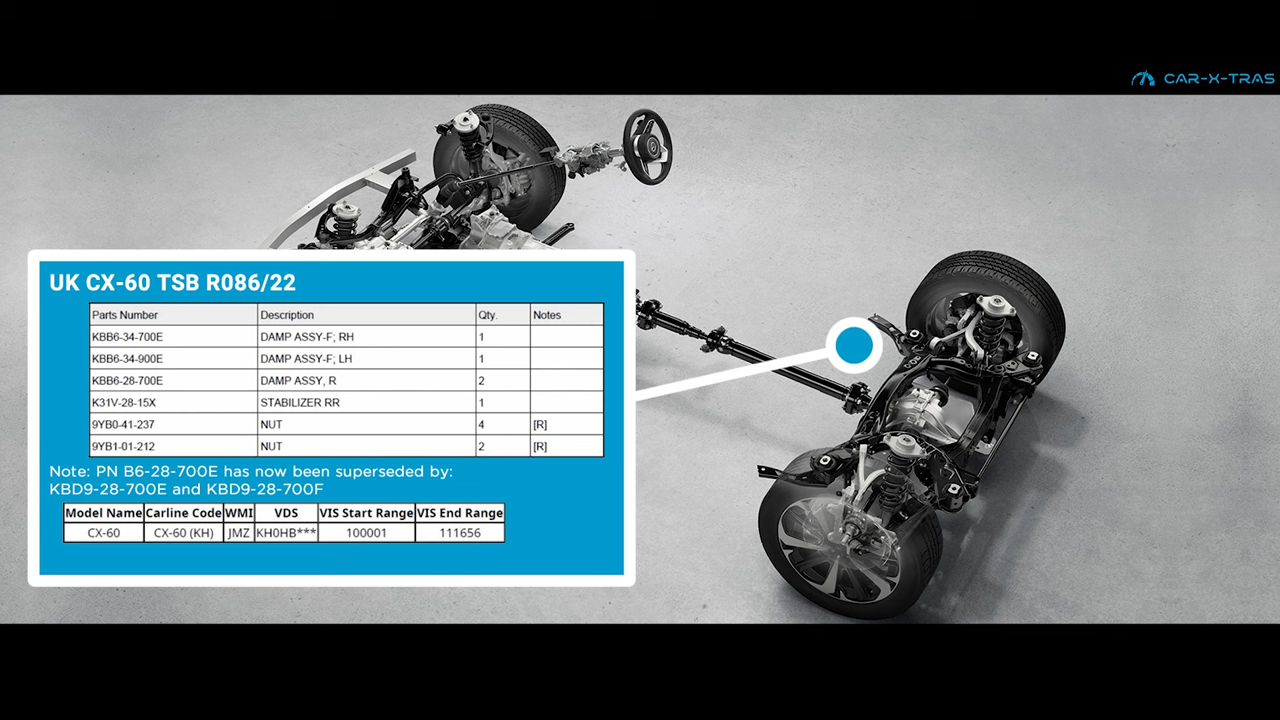 CAR-X-TRAS
UK CX-60 TSB R086/22
Parts Number Description Qty. Notes
KBB6-34-700E DAMP ASSY-F; RH 1
KBB6-34-900E DAMP ASSY-F; LH 1
KBB6-28-700E DAMP ASSY, R 2
K31V-28-15X STABILIZER RR 1
9YB0-41-237 NUT 4 [R]
9YB1-01-212 NUT 2 [R]
Note: PN B6-28-700E has now been superseded by:
KBD9-28-700E and KBD9-28-700F
Model Name Carline Code WMI VDS VIS Start Range VIS End Range
CX-60 CX-60 (KH) JMZ KH0HB*** 100001 111656